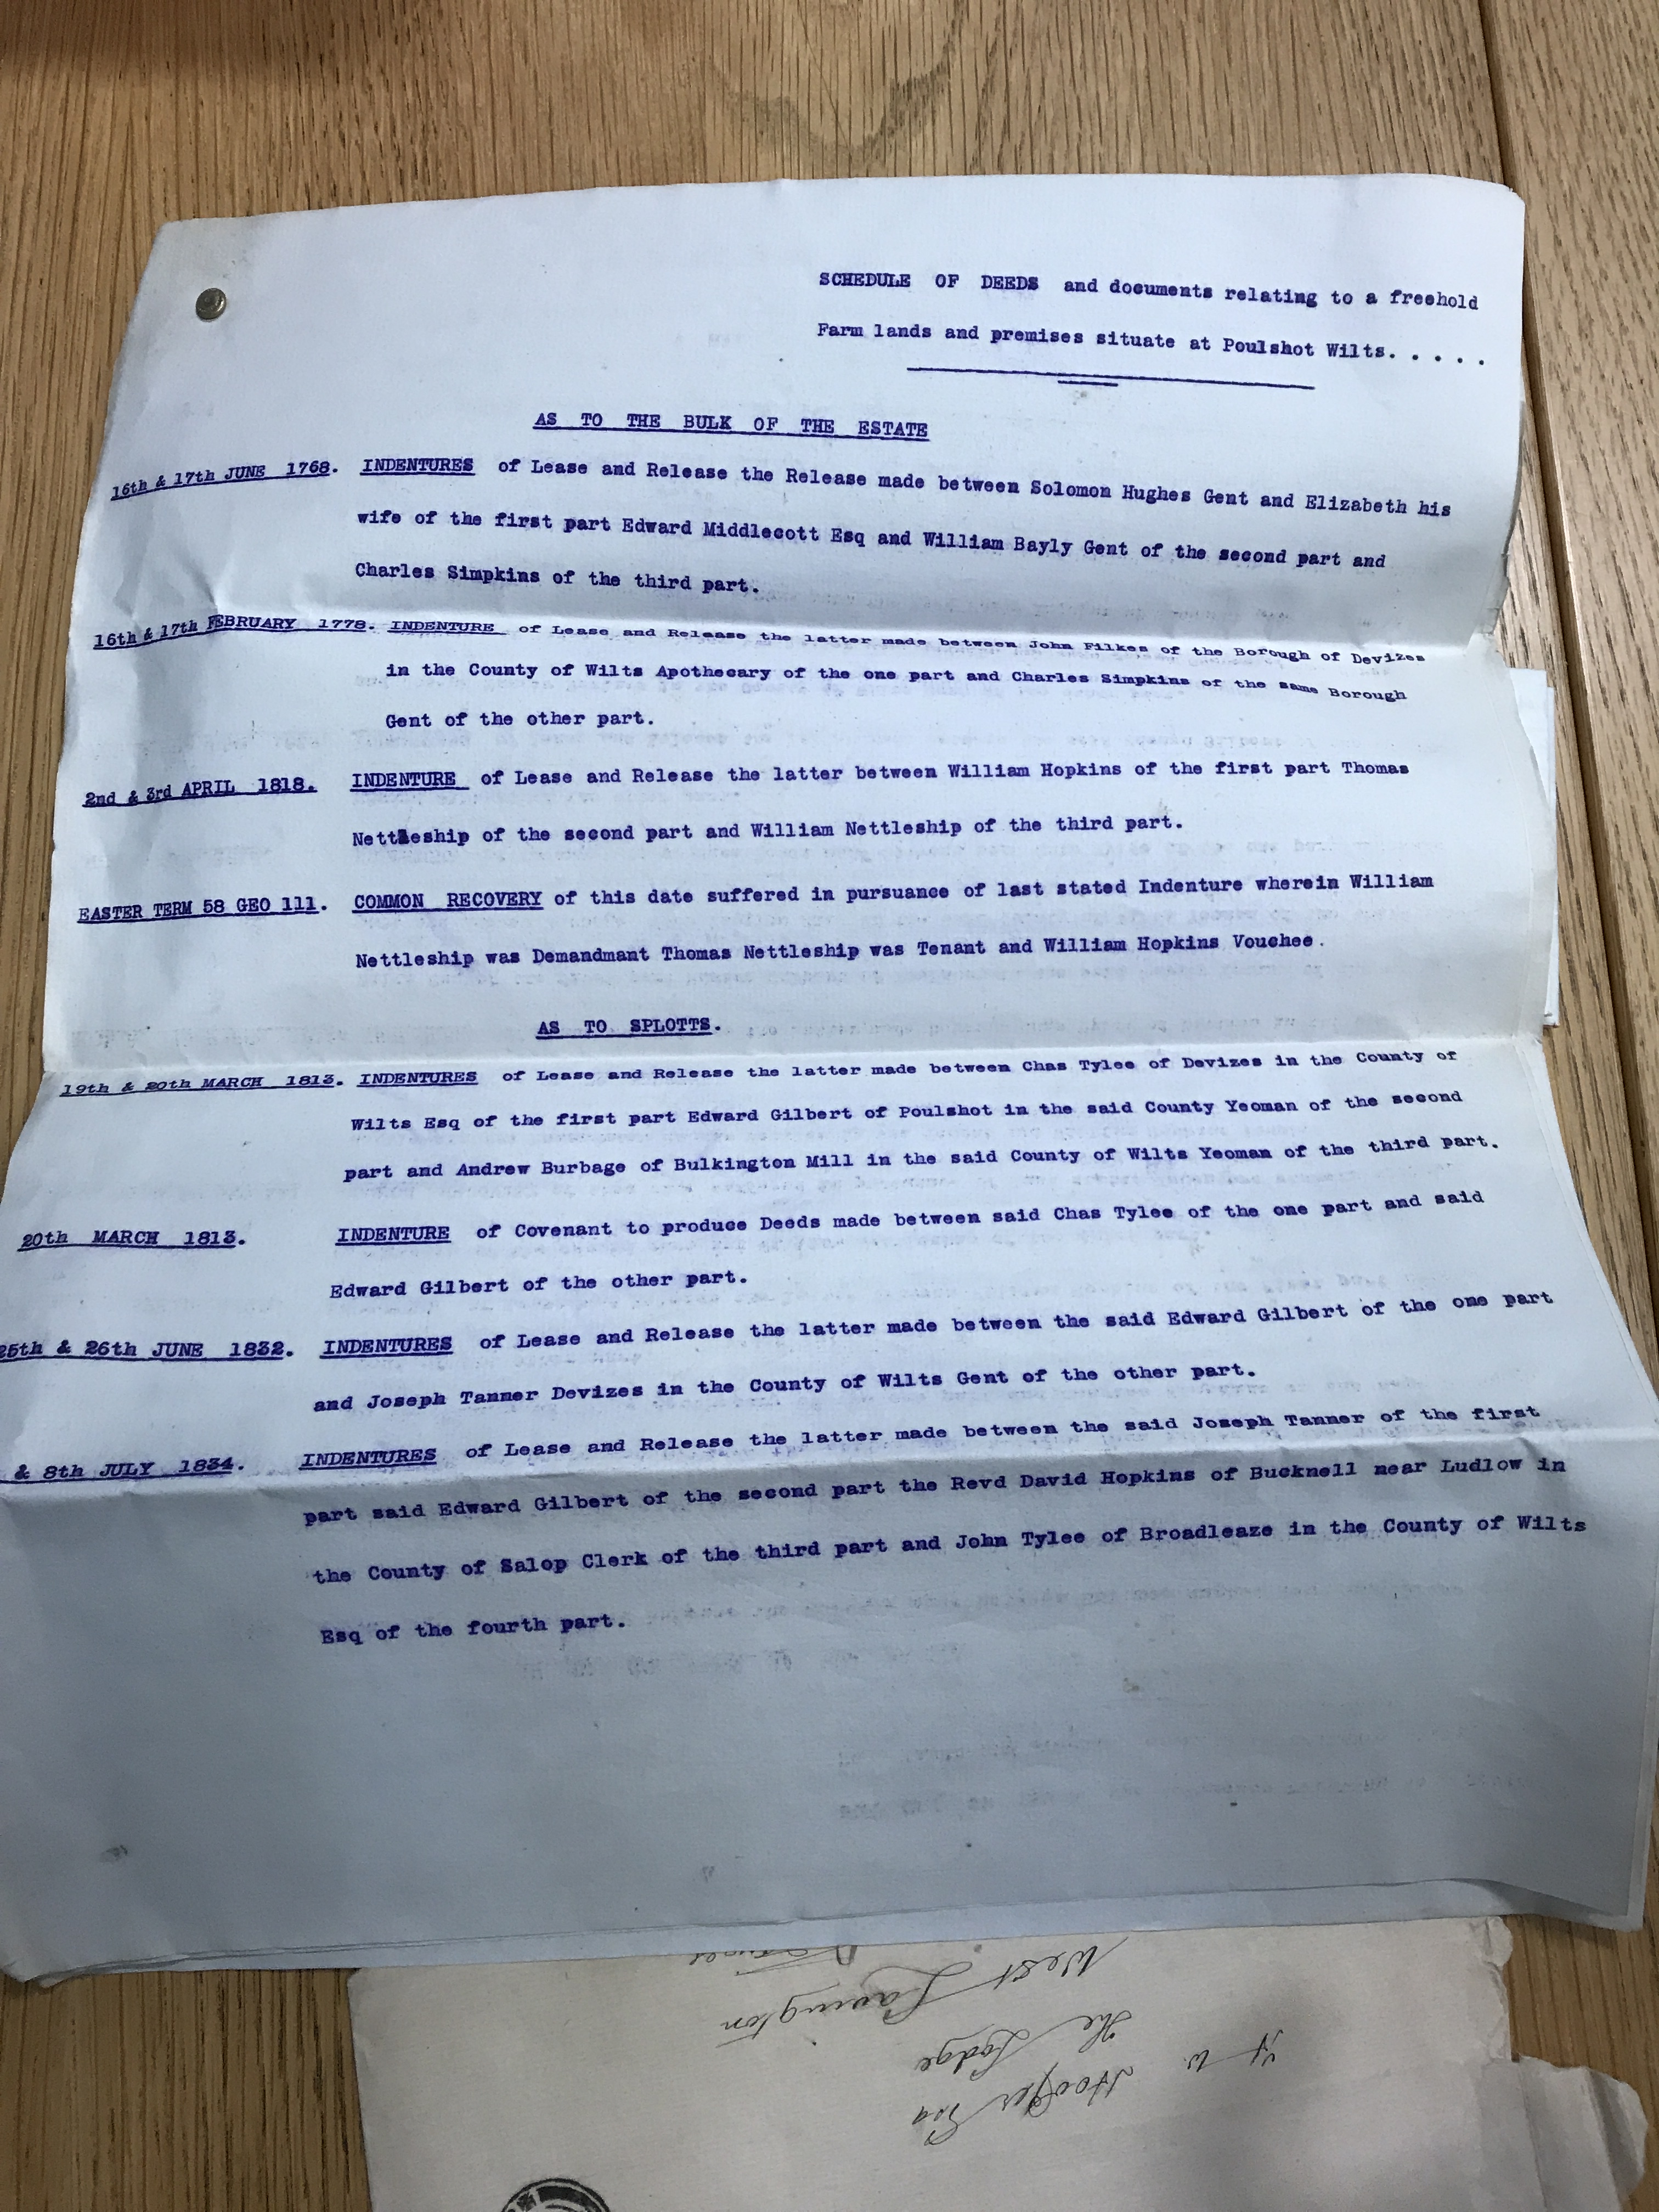 SCHEDULE OF DEEDS and documents relating to a freehold
Farm lands and premises situate at Poulshot Wilts. . . . .
AS TO THE BULK OF THE ESTATE
16th & 17th JUNE 1768. INDENTURES of Lease and Release the Release made between Solomon Hughes Gent and Elizabeth his
wife of the first part Edward Middlecott Esq and William Bayly Gent of the second part and
Charles Simpkins of the third part.
16th & 17th FEBRUARY 1778. INDENTURE of Lease and Release the latter made between John Filkes of the Borough of Devizes
in the County of Wilts Apothecary of the one part and Charles Simpkins of the same Borough
Gent of the other part.
2nd & 3rd APRIL 1818. INDENTURE of Lease and Release the latter between William Hopkins of the first part Thomas
Nettleship of the second part and William Nettleship of the third part.
EASTER TERM 58 GEO 111. COMMON RECOVERY of this date suffered in pursuance of last stated Indenture wherein William
Nettleship was Demandmant Thomas Nettleship was Tenant and William Hopkins Vouchee.
AS TO SPLOTTS.
19th & 20th MARCH 1813. INDENTURES of Lease and Release the latter made between Chas Tylee of Devizes in the County of
Wilts Esq of the first part Edward Gilbert of Poulshot in the said County Yeoman of the second
part and Andrew Burbage of Bulkington Mill in the said County of Wilts Yeoman of the third part.
20th MARCH 1813. INDENTURE of Covenant to produce Deeds made between said Chas Tylee of the one part and said
Edward Gilbert of the other part.
25th & 26th JUNE 1832. INDENTURES of Lease and Release the latter made between the said Edward Gilbert of the one part
and Joseph Tanner Devizes in the County of Wilts Gent of the other part.
& 8th JULY 1834. INDENTURES of Lease and Release the latter made between the said Joseph Tanner of the first
part said Edward Gilbert of the second part the Revd David Hopkins of Bucknell near Ludlow in
the County of Salop Clerk of the third part and John Tylee of Broadleaze in the County of Wilts
Esq of the fourth part.
W Hooper Esq
The Lodge
West Lavington
Devizes